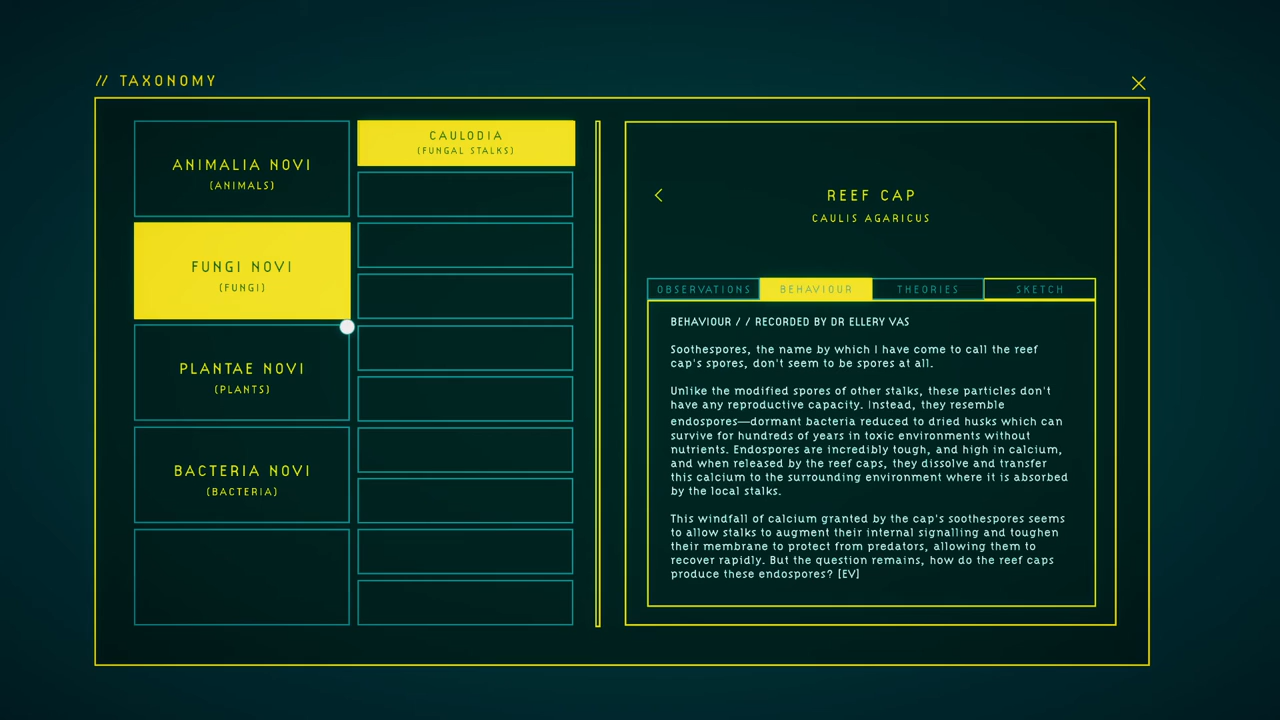 // TAXONOMY
ANIMALIA NOVI
(ANIMALS)
FUNGI NOVI
(FUNGI)
PLANTAE NOVI
(PLANTS)
BACTERIA NOVI
(BACTERIA)
CAULODIA
(FUNGAL STALKS)
REEF CAP
CAULIS AGARICUS
OBSERVATIONS
BEHAVIOUR
THEORIES
SKETCH
BEHAVIOUR / / RECORDED BY DR ELLERY VAS
Soothespores, the name by which I have come to call the reef
cap's spores, don't seem to be spores at all.
Unlike the modified spores of other stalks, these particles don't
have any reproductive capacity. Instead, they resemble
endospores—dormant bacteria reduced to dried husks which can
survive for hundreds of years in toxic environments without
nutrients. Endospores are incredibly tough, and high in calcium,
and when released by the reef caps, they dissolve and transfer
this calcium to the surrounding environment where it is absorbed
by the local stalks.
This windfall of calcium granted by the cap's soothespores seems
to allow stalks to augment their internal signalling and toughen
their membrane to protect from predators, allowing them to
recover rapidly. But the question remains, how do the reef caps
produce these endospores? [EV]